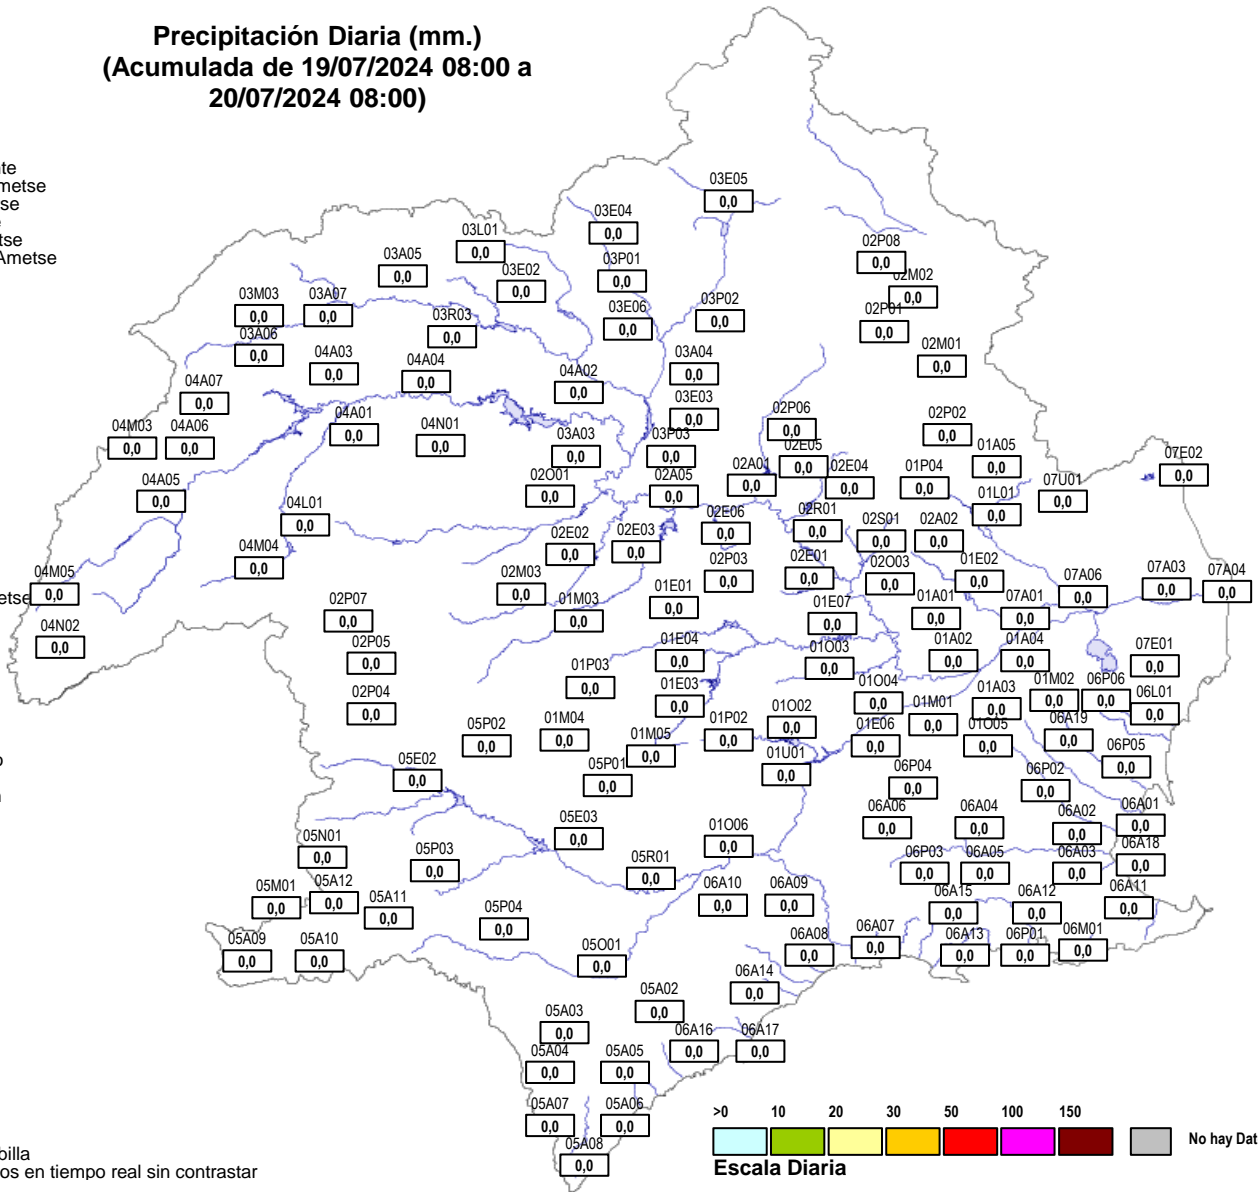 Precipitación Diaria (mm.)
(Acumulada de 19/07/2024 08:00 a
20/07/2024 08:00)
03E05
0,0
03E04
0,0
03L01
0,0
03A05
0,0
03P01
0,0
03E02
0,0
02P08
0,0
02M02
0,0
03M03
0,0
03A07
0,0
03R03
0,0
03E06
0,0
03P02
0,0
02P01
0,0
03A06
0,0
04A03
0,0
04A04
0,0
04A02
0,0
03A04
0,0
02M01
0,0
04A07
0,0
03E03
0,0
02P06
0,0
04M03
0,0
04A06
0,0
04A01
0,0
04N01
0,0
03A03
0,0
03P03
0,0
02E05
0,0
02P02
0,0
01A05
0,0
07E02
0,0
04A05
0,0
02O01
0,0
02A05
0,0
02A01
0,0
02E04
0,0
01P04
0,0
01L01
0,0
07U01
0,0
04L01
0,0
02E02
0,0
02E03
0,0
02E06
0,0
02R01
0,0
02S01
0,0
02A02
0,0
04M04
0,0
04M05
0,0
02M03
0,0
01M03
0,0
01E01
0,0
02P03
0,0
02E01
0,0
02O03
0,0
01E02
0,0
07A06
0,0
07A03
0,0
07A04
0,0
02P07
0,0
01E07
0,0
01A01
0,0
07A01
0,0
04N02
0,0
02P05
0,0
01E04
0,0
01O03
0,0
01A02
0,0
01A04
0,0
07E01
0,0
02P04
0,0
01P03
0,0
01E03
0,0
01O04
0,0
01M01
0,0
01A03
0,0
01M02
0,0
06P06
0,0
06L01
0,0
05P02
0,0
01M04
0,0
01M05
0,0
01P02
0,0
01O02
0,0
01E06
0,0
01O05
0,0
06A19
0,0
05E02
0,0
05P01
0,0
01U01
0,0
06P04
0,0
06P02
0,0
06P05
0,0
05E03
0,0
01O06
0,0
06A06
0,0
06A04
0,0
06A02
0,0
06A01
0,0
05N01
0,0
05P03
0,0
05R01
0,0
06P03
0,0
06A05
0,0
06A03
0,0
06A18
0,0
05M01
0,0
05A12
0,0
05A11
0,0
05P04
0,0
06A10
0,0
06A09
0,0
06A15
0,0
06A12
0,0
06A11
0,0
05A09
0,0
05A10
0,0
05O01
0,0
06A08
0,0
06A07
0,0
06A13
0,0
06P01
0,0
06M01
0,0
06A14
0,0
05A03
0,0
05A02
0,0
06A16
0,0
06A17
0,0
05A04
0,0
05A05
0,0
05A07
0,0
05A06
0,0
05A08
0,0
>0 10 20 30 50 100 150
No hay Dat
Escala Diaria
billa
os en tiempo real sin contrastar
nte
metse
se
tse
Ametse
etse